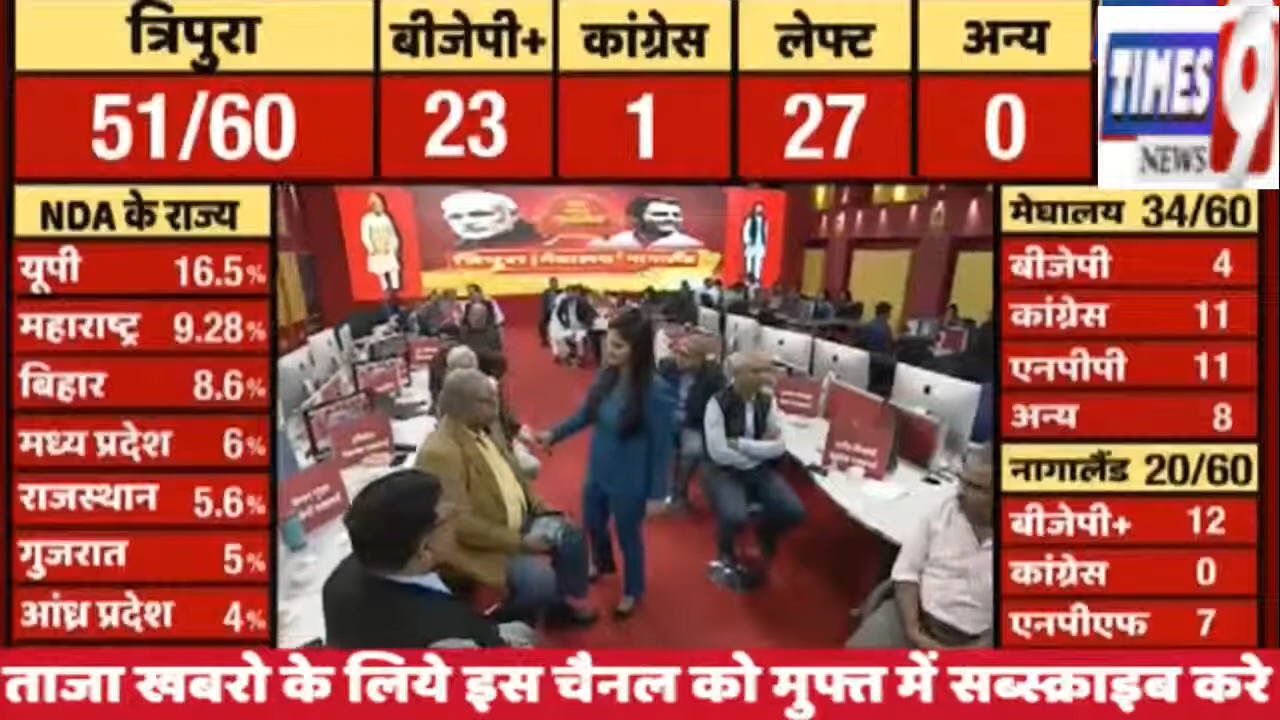 त्रिपुरा बीजेपी+ कांग्रेस लेफ्ट अन्य
51/60 23 1 27 0
TIMES 9
NEWS
NDA के राज्य
यूपी 16.5%
महाराष्ट्र 9.28%
बिहार 8.6%
मध्य प्रदेश 6%
राजस्थान 5.6%
गुजरात 5%
आंध्र प्रदेश 4%
त्रिपुरा मेघालय नागालैंड
मेघालय 34/60
बीजेपी 4
कांग्रेस 11
एनपीपी 11
अन्य 8
नागालैंड 20/60
बीजेपी+ 12
कांग्रेस 0
एनपीएफ 7
ताजा खबरो के लिये इस चैनल को मुफ्त में सब्स्क्राइब करे